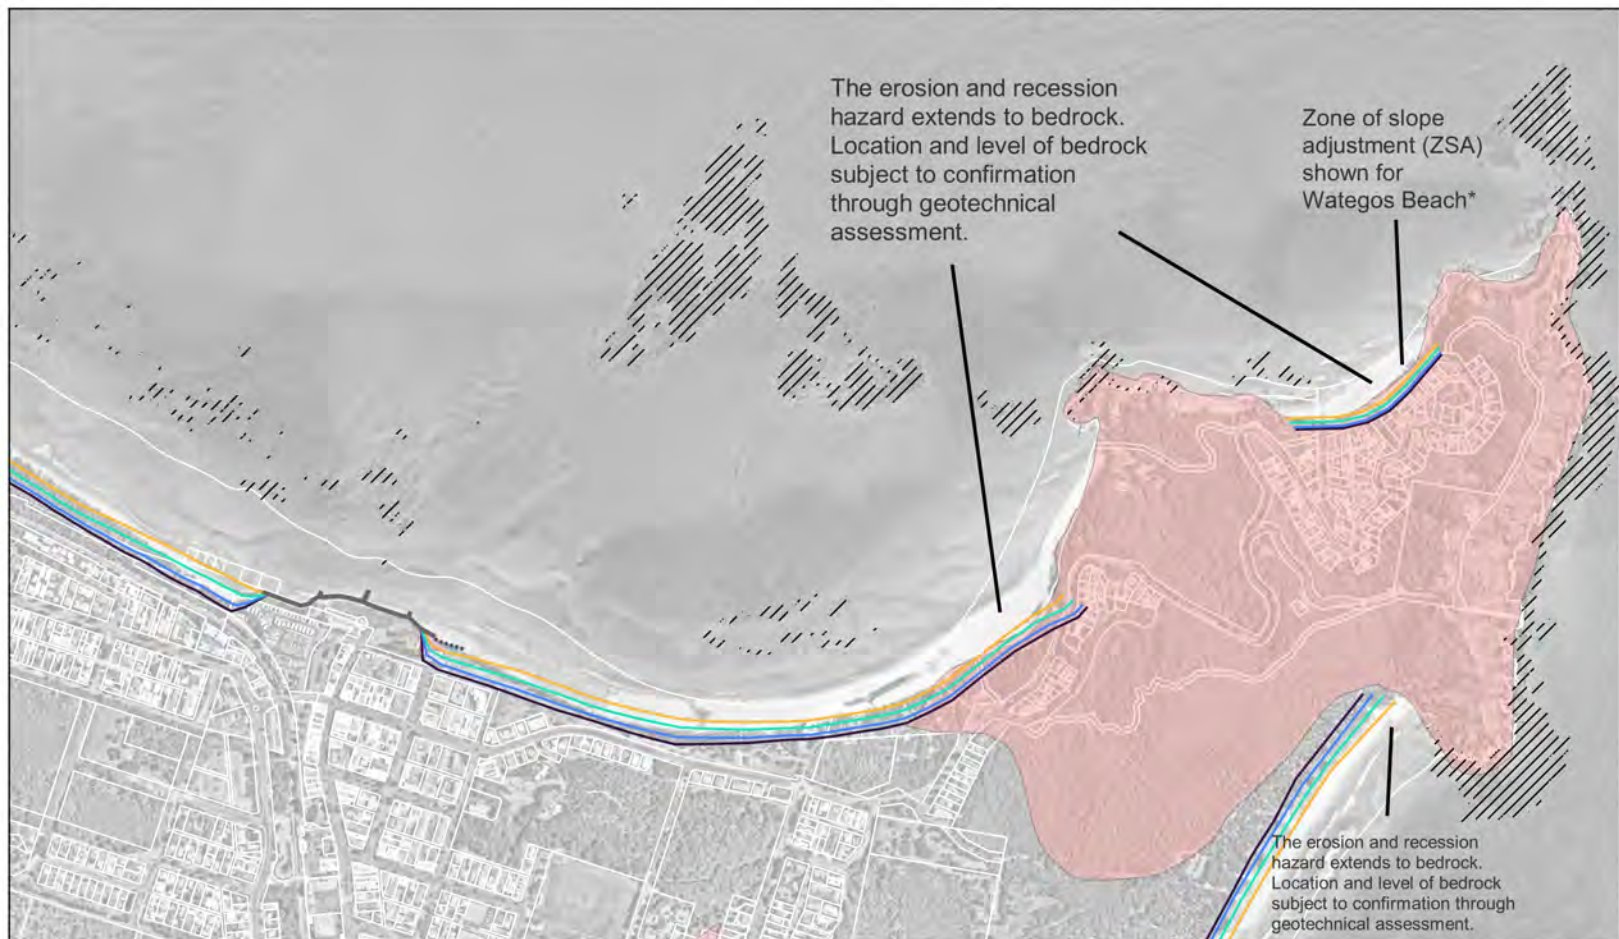 The erosion and recession
hazard extends to bedrock.
Location and level of bedrock
subject to confirmation
through geotechnical
assessment.
Zone of slope
adjustment (ZSA)
shown for
Wategos Beach*
The erosion and recession
hazard extends to bedrock.
Location and level of bedrock
subject to confirmation through
geotechnical assessment.